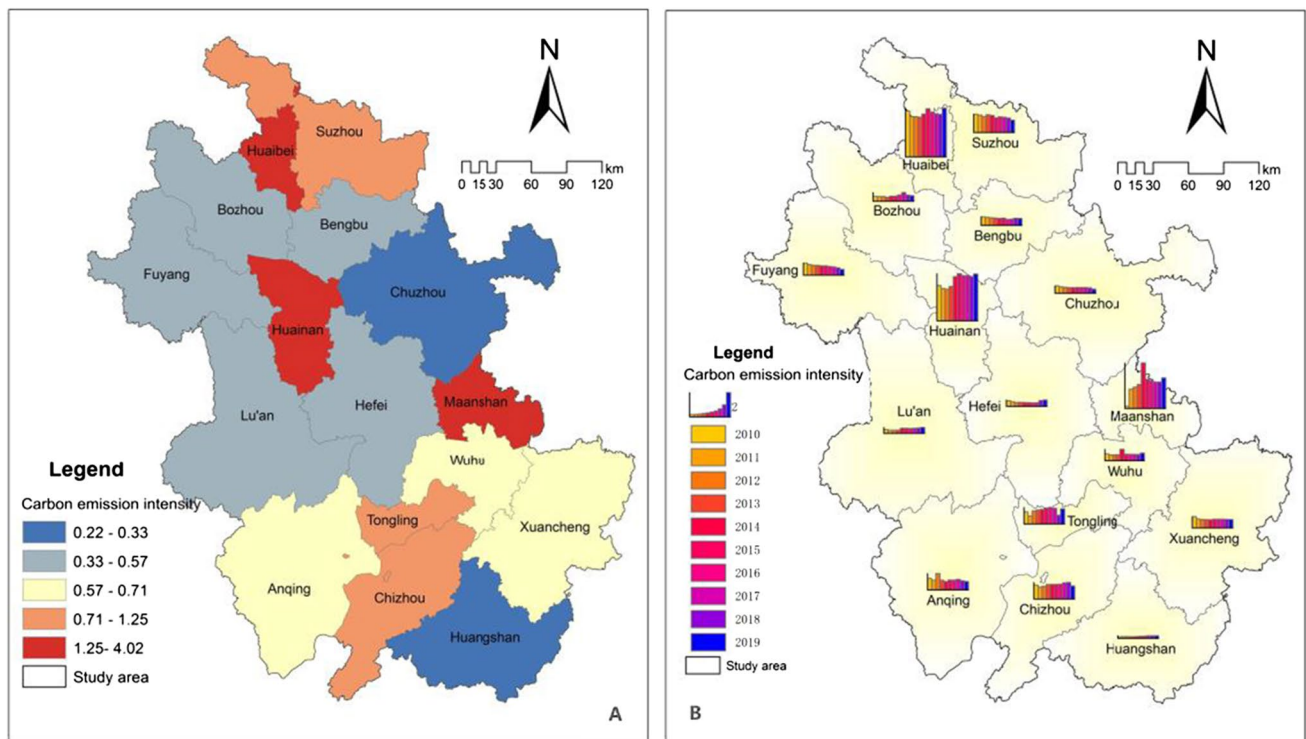 N
Suzhou
Huaibei
km
0 15 30 60 90 120
Bozhou
Bengbu
Fuyang
Chuzhou
Huainan
Hefei
Maanshan
Lu'an
Wuhu
Legend
Carbon emission intensity
0.22 - 0.33
0.33 - 0.57
0.57 - 0.71
0.71 - 1.25
1.25- 4.02
Study area
Tongling
Xuancheng
Anqing
Chizhou
Huangshan
A
N
Suzhou
Huaibei
km
0 15 30 60 90 120
Bozhou
Bengbu
Fuyang
Chuzhou
Huainan
Legend
Carbon emission intensity
2
2010
2011
2012
2013
2014
2015
2016
2017
2018
2019
Study area
Hefei
Maanshan
Lu'an
Wuhu
Tongling
Xuancheng
Anqing
Chizhou
Huangshan
B